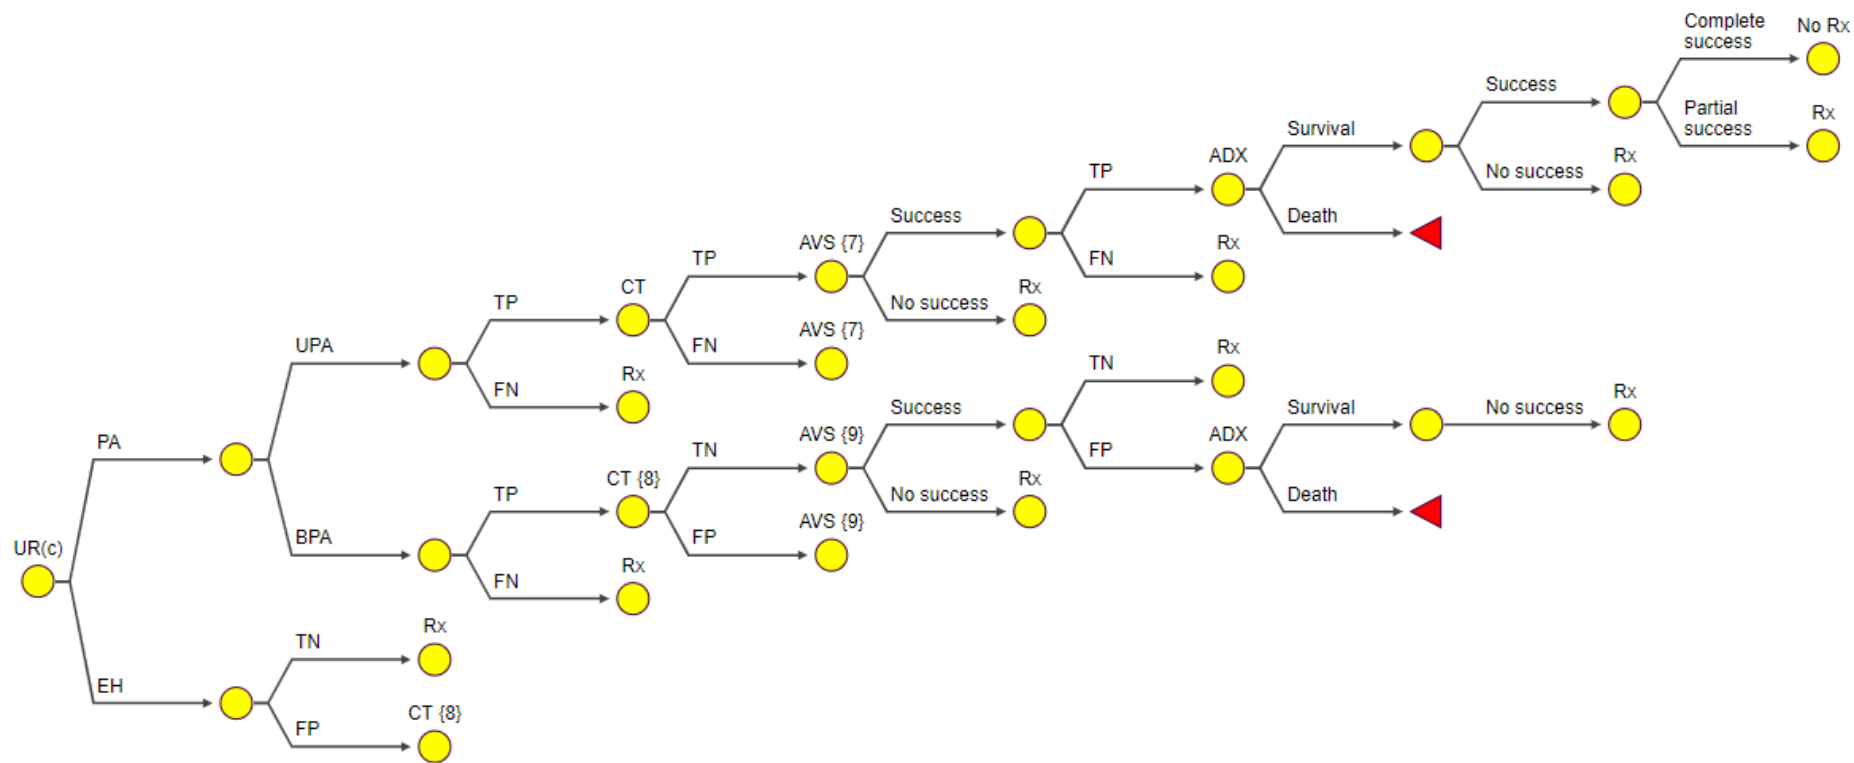 Complete
success
No Rx
Success
Partial
success
Rx
Survival
ADX
Rx
TP
No success
Success
Death
AVS {7}
FN
Rx
TP
CT
No success
Rx
TP
AVS {7}
UPA
FN
Rx
TN
FN
Rx
Success
Survival
No success
Rx
PA
AVS {9}
FP
ADX
TN
CT {8}
No success
Rx
TP
Death
BPA
FP
AVS {9}
UR(c)
FN
Rx
Rx
TN
EH
CT {8}
FP